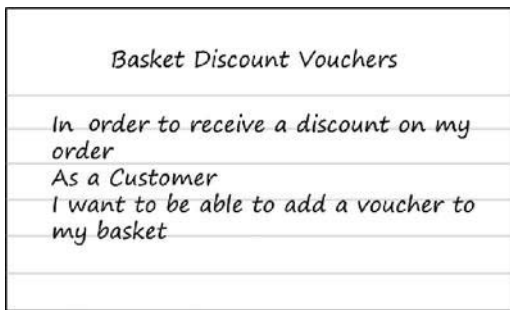 Basket Discount Vouchers
In order to receive a discount on my
order
As a Customer
I want to be able to add a voucher to
my basket